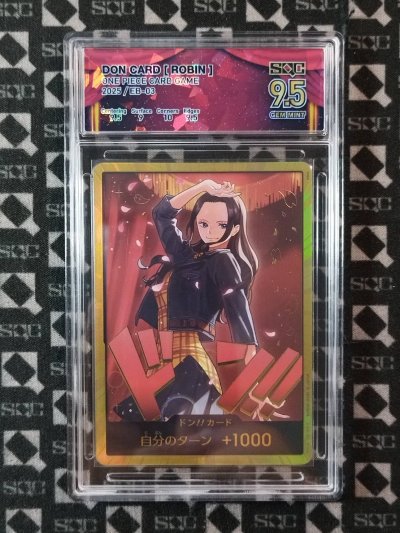 DON CARD [ ROBIN ]
ONE PIECE CARD GAME
2025 / EB-03
Centering Surface Corners Edges
9.5 9 10 9.5
SQC
9.5
GEM MINT
ドン!!
ドン!!カード
自分のターン +1000
SQC